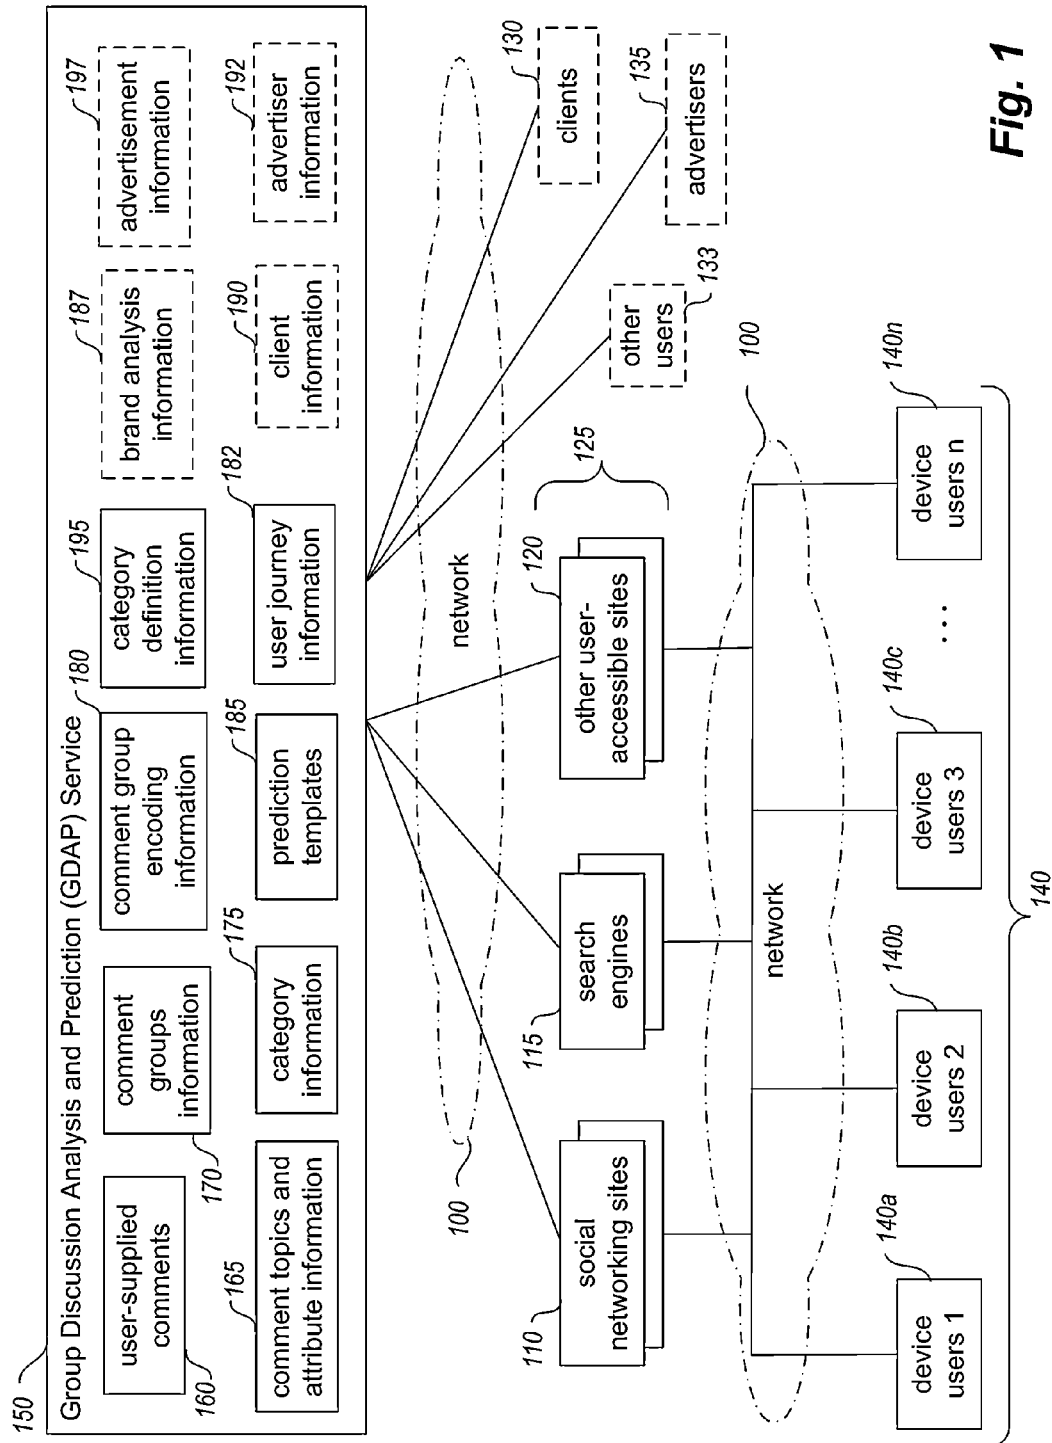 150
Group Discussion Analysis and Prediction (GDAP) Service
user-supplied
comments
160
comment
groups
information
170
comment group
encoding
information
180
category
definition
information
195
brand analysis
information
187
advertisement
information
197
comment topics and
attribute information
165
category
information
175
prediction
templates
185
user journey
information
182
client
information
190
advertiser
information
192
100
network
social
networking sites
110
search
engines
115
other user-
accessible sites
120
125
other
users
133
clients
130
advertisers
135
network
100
device
users 1
140a
device
users 2
140b
device
users 3
140c
...
device
users n
140n
140
Fig. 1